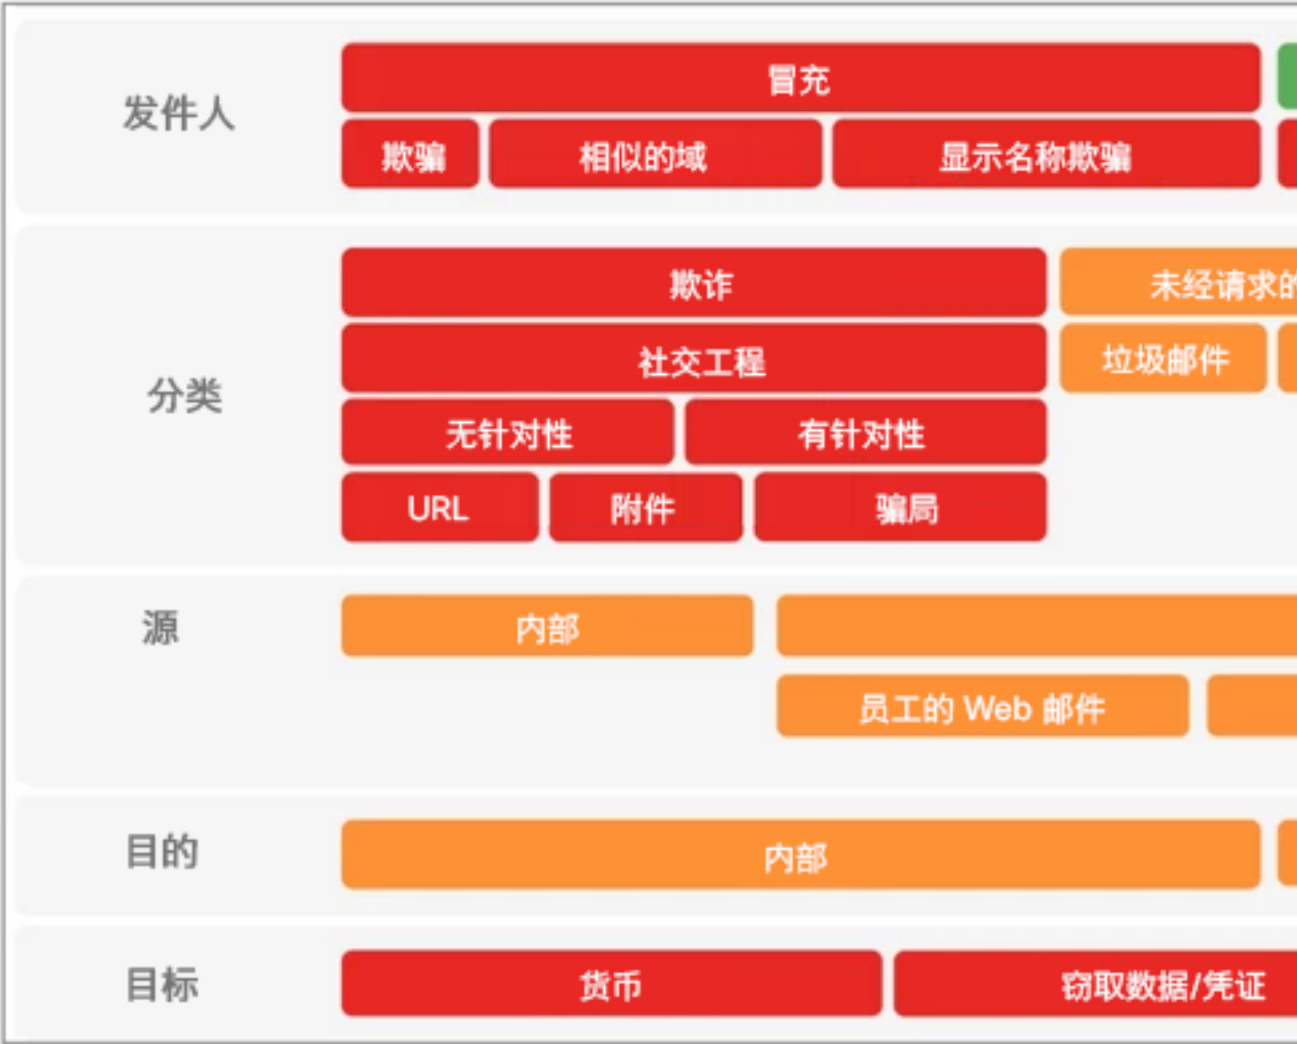 发件人
冒充
欺骗
相似的域
显示名称欺骗
分类
欺诈
未经请求的
社交工程
垃圾邮件
无针对性
有针对性
URL
附件
骗局
源
内部
员工的 Web 邮件
目的
内部
目标
货币
窃取数据/凭证